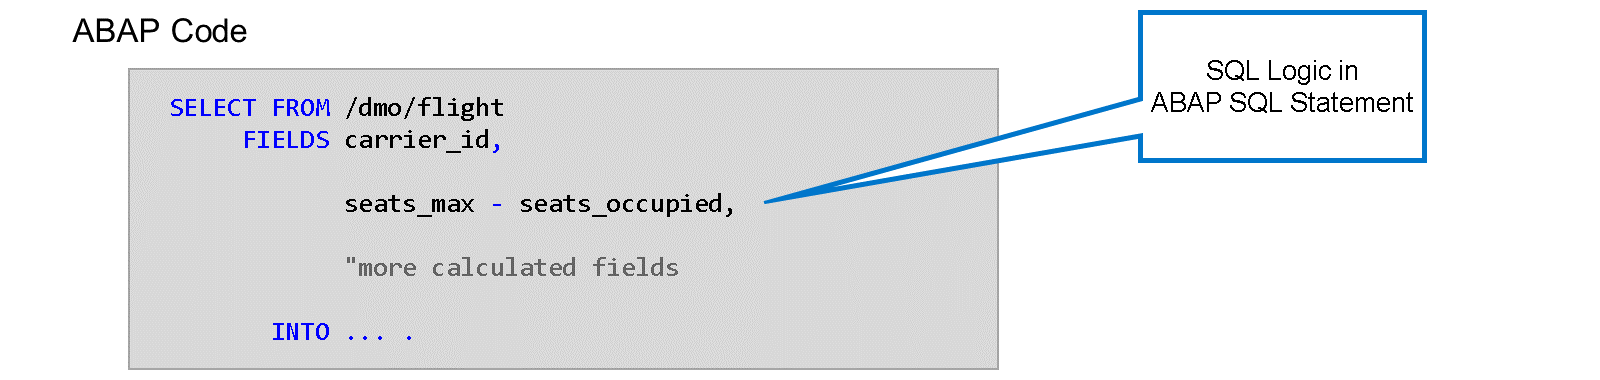 ABAP Code
SELECT FROM /dmo/flight
FIELDS carrier_id,
seats_max - seats_occupied,
"more calculated fields
INTO ... .
SQL Logic in
ABAP SQL Statement